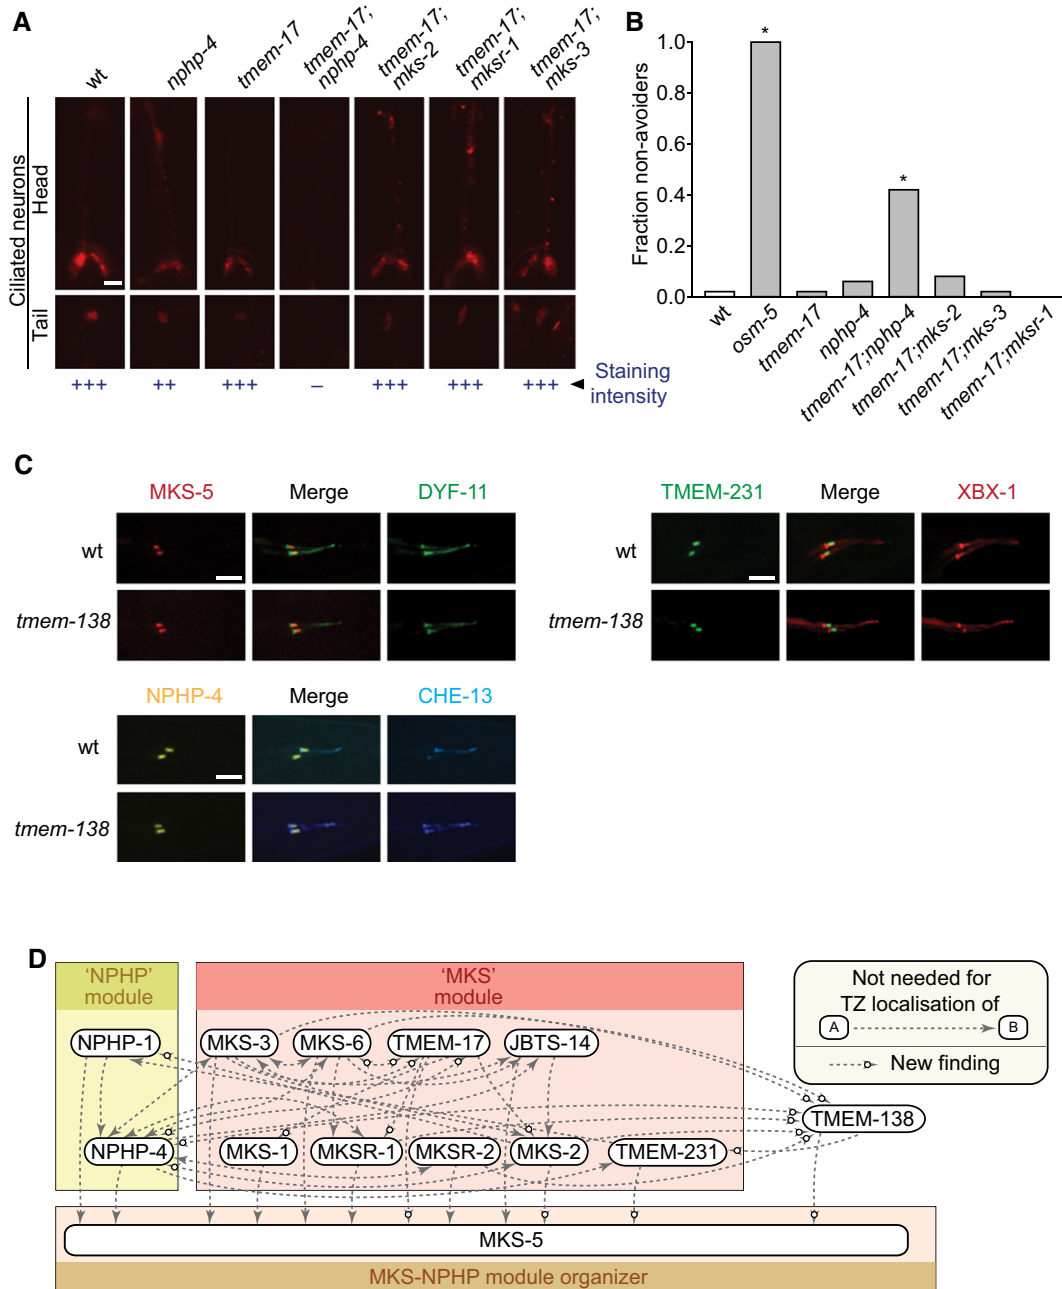 A
wt
nphp-4
tmem-17
tmem-17;
nphp-4
tmem-17;
mks-2
tmem-17;
mksr-1
tmem-17;
mks-3
Ciliated neurons
Head
Tail
+++
++
+++
–
+++
+++
+++
Staining
intensity
B
Fraction non-avoiders
1.0
0.8
0.6
0.4
0.2
0.0
*
*
wt
osm-5
tmem-17
nphp-4
tmem-17;nphp-4
tmem-17;mks-2
tmem-17;mks-3
tmem-17;mksr-1
C
MKS-5
Merge
DYF-11
wt
tmem-138
TMEM-231
Merge
XBX-1
wt
tmem-138
NPHP-4
Merge
CHE-13
wt
tmem-138
D
'NPHP'
module
'MKS'
module
Not needed for
TZ localisation of
A
B
New finding
NPHP-1
MKS-3
MKS-6
TMEM-17
JBTS-14
TMEM-138
NPHP-4
MKS-1
MKSR-1
MKSR-2
MKS-2
TMEM-231
MKS-5
MKS-NPHP module organizer